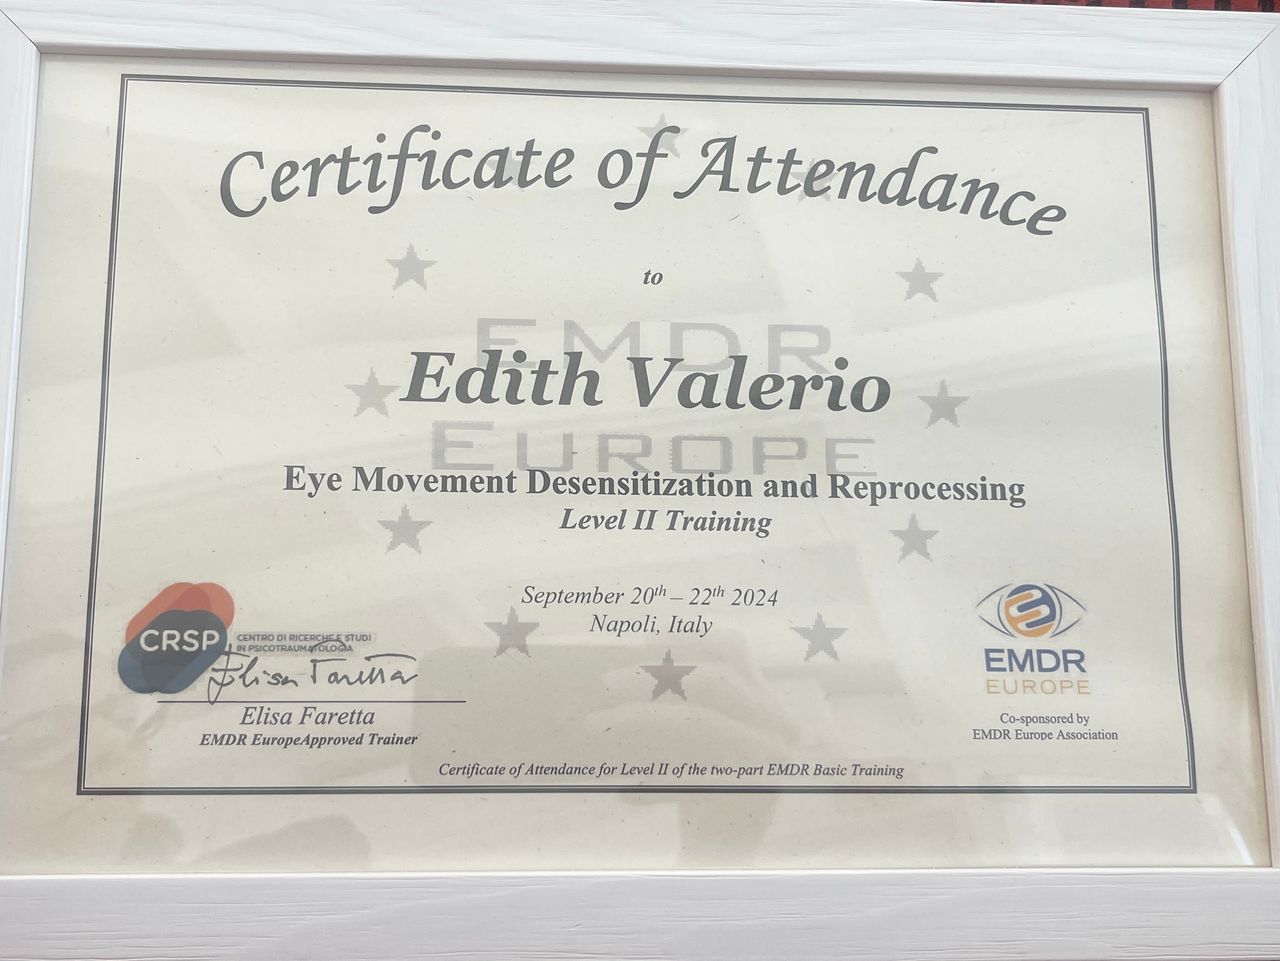 Certificate of Attendance
to
EMDR
Edith Valerio
EUROPE
Eye Movement Desensitization and Reprocessing
Level II Training
September 20th – 22th 2024
Napoli, Italy
CRSP
CENTRO DI RICERCHE E STUDI
IN PSICOTRAUMATOLOGIA
Elisa Faretta
Elisa Faretta
EMDR EuropeApproved Trainer
EMDR
EUROPE
Co-sponsored by
EMDR Europe Association
Certificate of Attendance for Level II of the two-part EMDR Basic Training